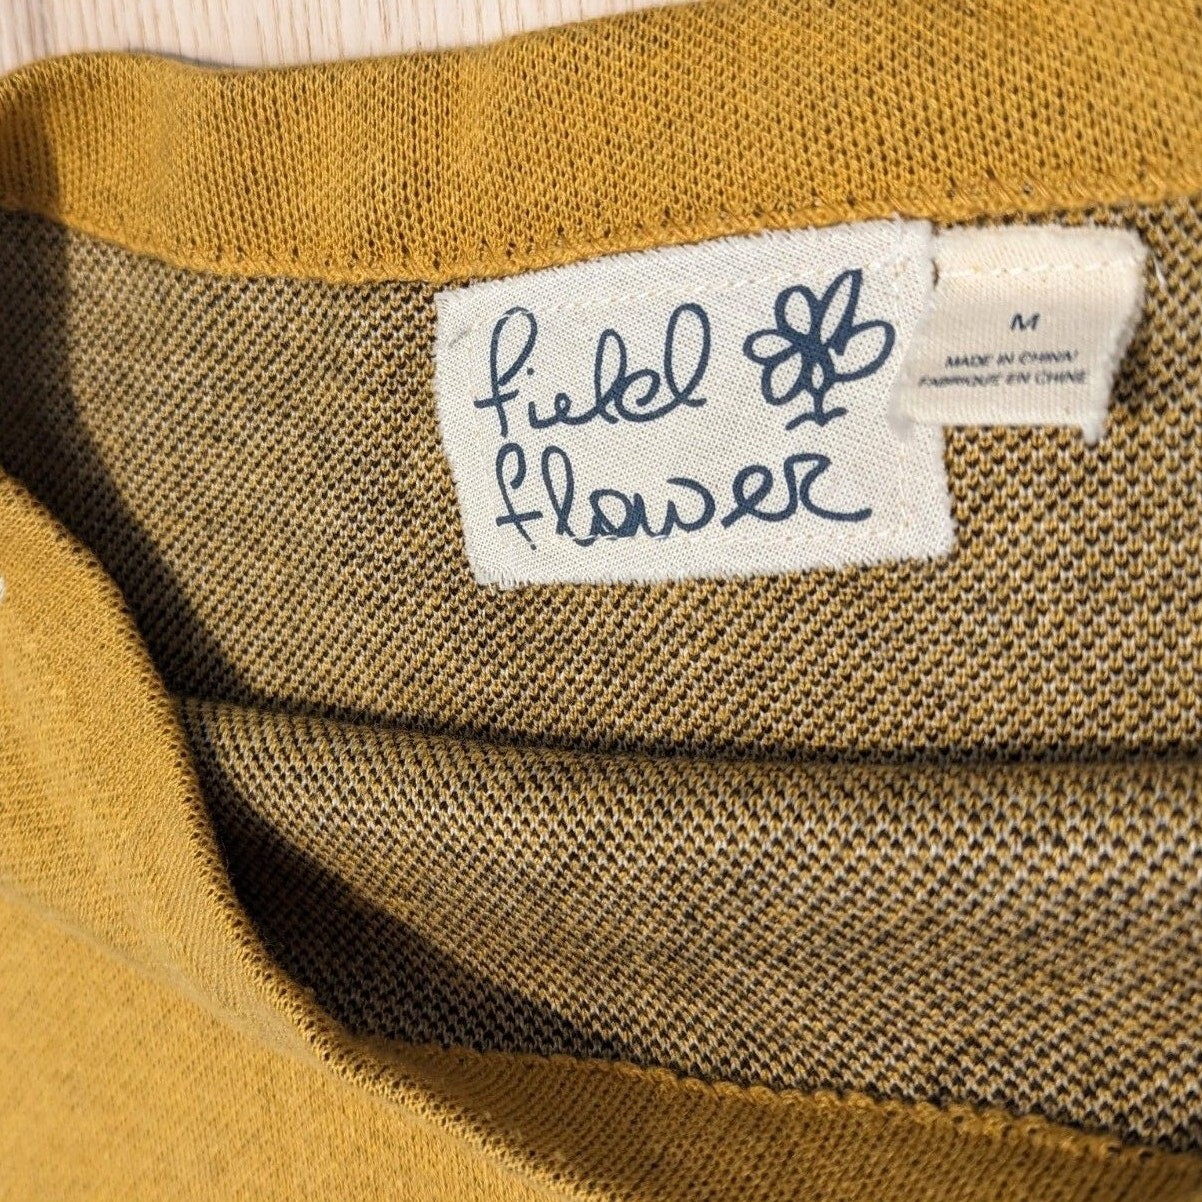 field
flower
M
MADE IN CHINA/
FABRIQUÉ EN CHINE